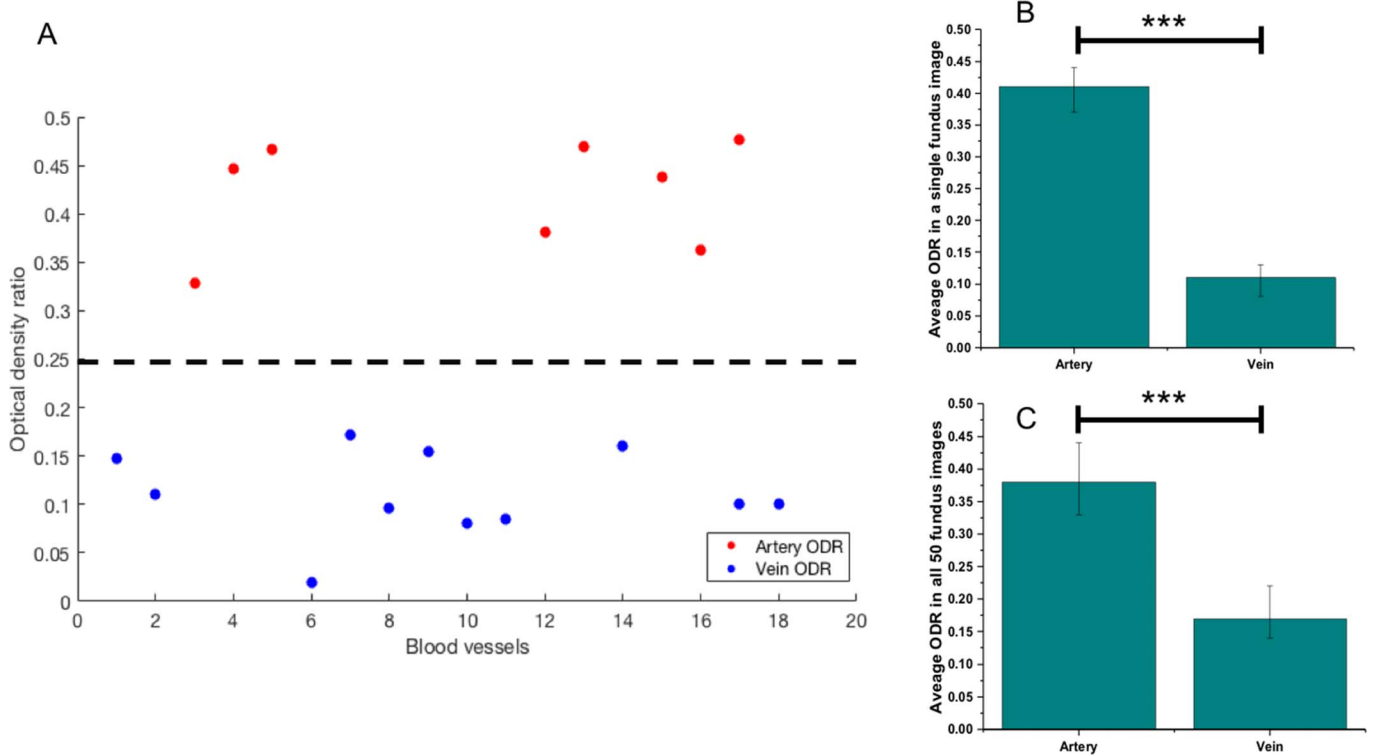 A
0.5
0.45
0.4
0.35
0.3
0.25
0.2
0.15
0.1
0.05
0
Optical density ratio
0 2 4 6 8 10 12 14 16 18 20
Blood vessels
Artery ODR
Vein ODR
B
***
0.50
0.45
0.40
0.35
0.30
0.25
0.20
0.15
0.10
0.05
0.00
Aveage ODR in a single fundus image
Artery Vein
C
***
0.50
0.45
0.40
0.35
0.30
0.25
0.20
0.15
0.10
0.05
0.00
Aveage ODR in all 50 fundus images
Artery Vein